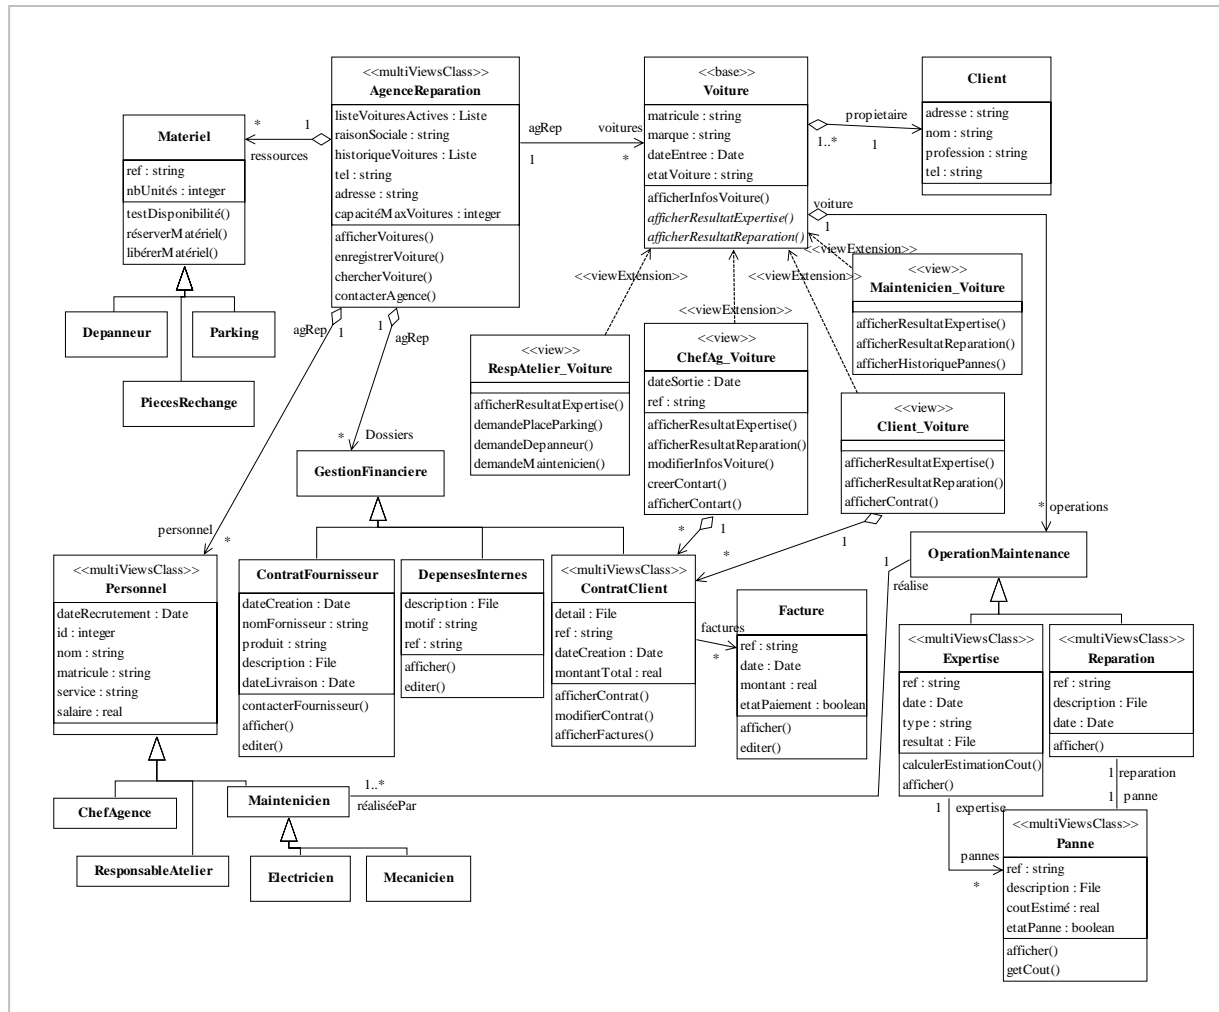 <<multiViewsClass>>
AgenceReparation
listeVoituresActives : Liste
raisonSociale : string
historiqueVoitures : Liste
tel : string
adresse : string
capacitéMaxVoitures : integer
afficherVoitures()
enregistrerVoiture()
chercherVoiture()
contacterAgence()
<<base>>
Voiture
matricule : string
marque : string
dateEntree : Date
etatVoiture : string
afficherInfosVoiture()
afficherResultatExpertise()
afficherResultatReparation()
Client
adresse : string
nom : string
profession : string
tel : string
Materiel
ref : string
nbUnités : integer
testDisponibilité()
réserverMatériel()
libérerMatériel()
*
1
ressources
agRep
voitures
1
*
propietaire
1..*
1
voiture
1
<<viewExtension>>
<<viewExtension>>
<<viewExtension>>
<<viewExtension>>
<<view>>
Maintenicien_Voiture
afficherResultatExpertise()
afficherResultatReparation()
afficherHistoriquePannes()
Depanneur
Parking
PiecesRechange
agRep
1
1
agRep
<<view>>
RespAtelier_Voiture
afficherResultatExpertise()
demandePlaceParking()
demandeDepanneur()
demandeMaintenicien()
<<view>>
ChefAg_Voiture
dateSortie : Date
ref : string
afficherResultatExpertise()
afficherResultatReparation()
modifierInfosVoiture()
creerContart()
afficherContart()
<<view>>
Client_Voiture
afficherResultatExpertise()
afficherResultatReparation()
afficherContrat()
*
Dossiers
GestionFinanciere
personnel
*
*
1
*
1
* operations
OperationMaintenance
1
réalise
<<multiViewsClass>>
Personnel
dateRecrutement : Date
id : integer
nom : string
matricule : string
service : string
salaire : real
ContratFournisseur
dateCreation : Date
nomFornisseur : string
produit : string
description : File
dateLivraison : Date
contacterFournisseur()
afficher()
editer()
DepensesInternes
description : File
motif : string
ref : string
afficher()
editer()
<<multiViewsClass>>
ContratClient
detail : File
ref : string
dateCreation : Date
montantTotal : real
afficherContrat()
modifierContrat()
afficherFactures()
factures
*
Facture
ref : string
date : Date
montant : real
etatPaiement : boolean
afficher()
editer()
<<multiViewsClass>>
Expertise
ref : string
date : Date
type : string
resultat : File
calculerEstimationCout()
afficher()
<<multiViewsClass>>
Reparation
ref : string
description : File
date : Date
afficher()
1..*
réaliséePar
ChefAgence
Maintenicien
ResponsableAtelier
Electricien
Mecanicien
1
expertise
pannes
*
1
reparation
1
panne
<<multiViewsClass>>
Panne
ref : string
description : File
coutEstimé : real
etatPanne : boolean
afficher()
getCout()